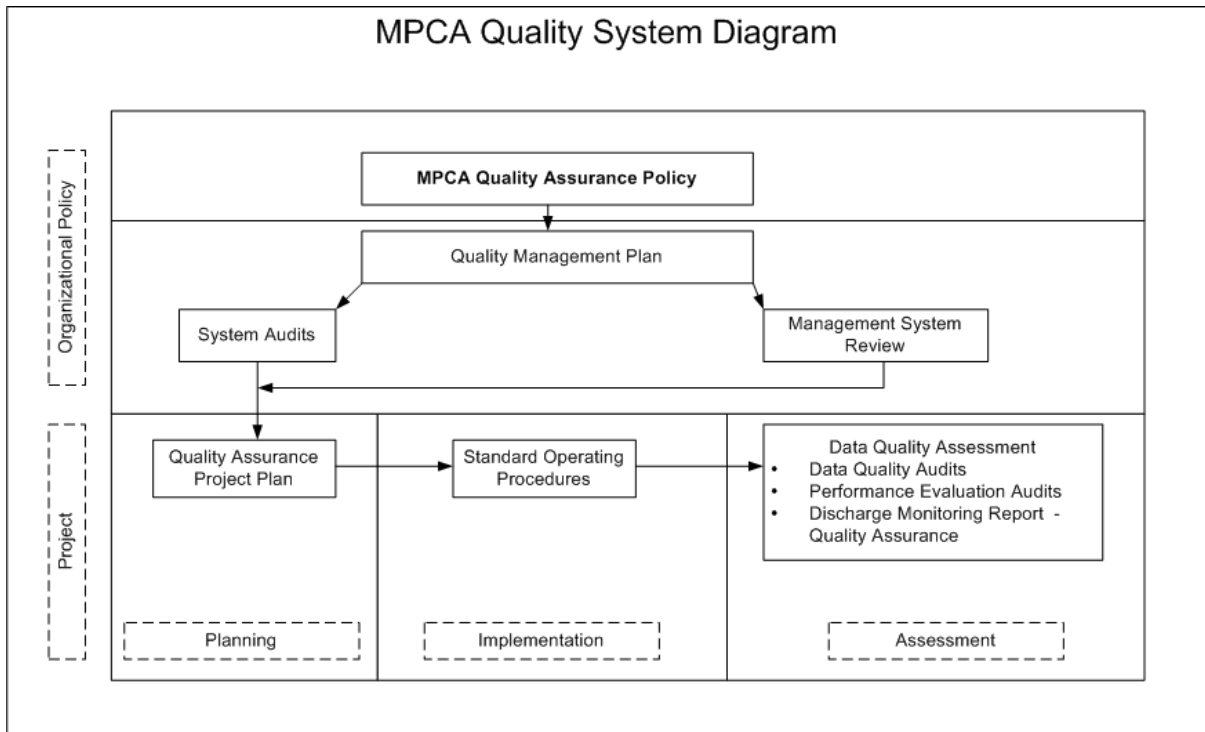 MPCA Quality System Diagram
Organizational Policy
MPCA Quality Assurance Policy
Quality Management Plan
System Audits
Management System
Review
Project
Quality Assurance
Project Plan
Standard Operating
Procedures
Data Quality Assessment
• Data Quality Audits
• Performance Evaluation Audits
• Discharge Monitoring Report -
Quality Assurance
Planning
Implementation
Assessment